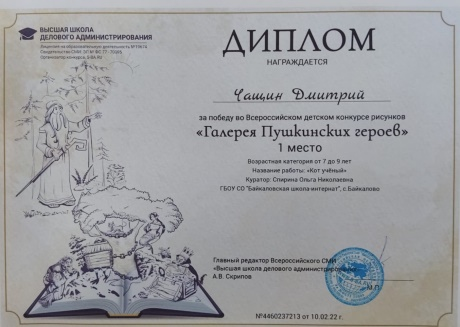 ВЫСШАЯ ШКОЛА
ДЕЛОВОГО АДМИНИСТРИРОВАНИЯ
ДИПЛОМ
НАГРАЖДАЕТСЯ
Чащин Дмитрий
за победу во Всероссийском детском конкурсе рисунков
«Галерея Пушкинских героев»
1 место
Возрастная категория от 7 до 9 лет
Название работы: «Кот учёный»
Куратор: Спирина Ольга Николаевна
ГБОУ СО "Байкаловская школа интернат", с.Байкалово
Главный редактор Всероссийского СМИ
«Высшая школа делового администрирования»
А.В. Скрипов
М.П.
№4460237213 от 10.02.22 г.